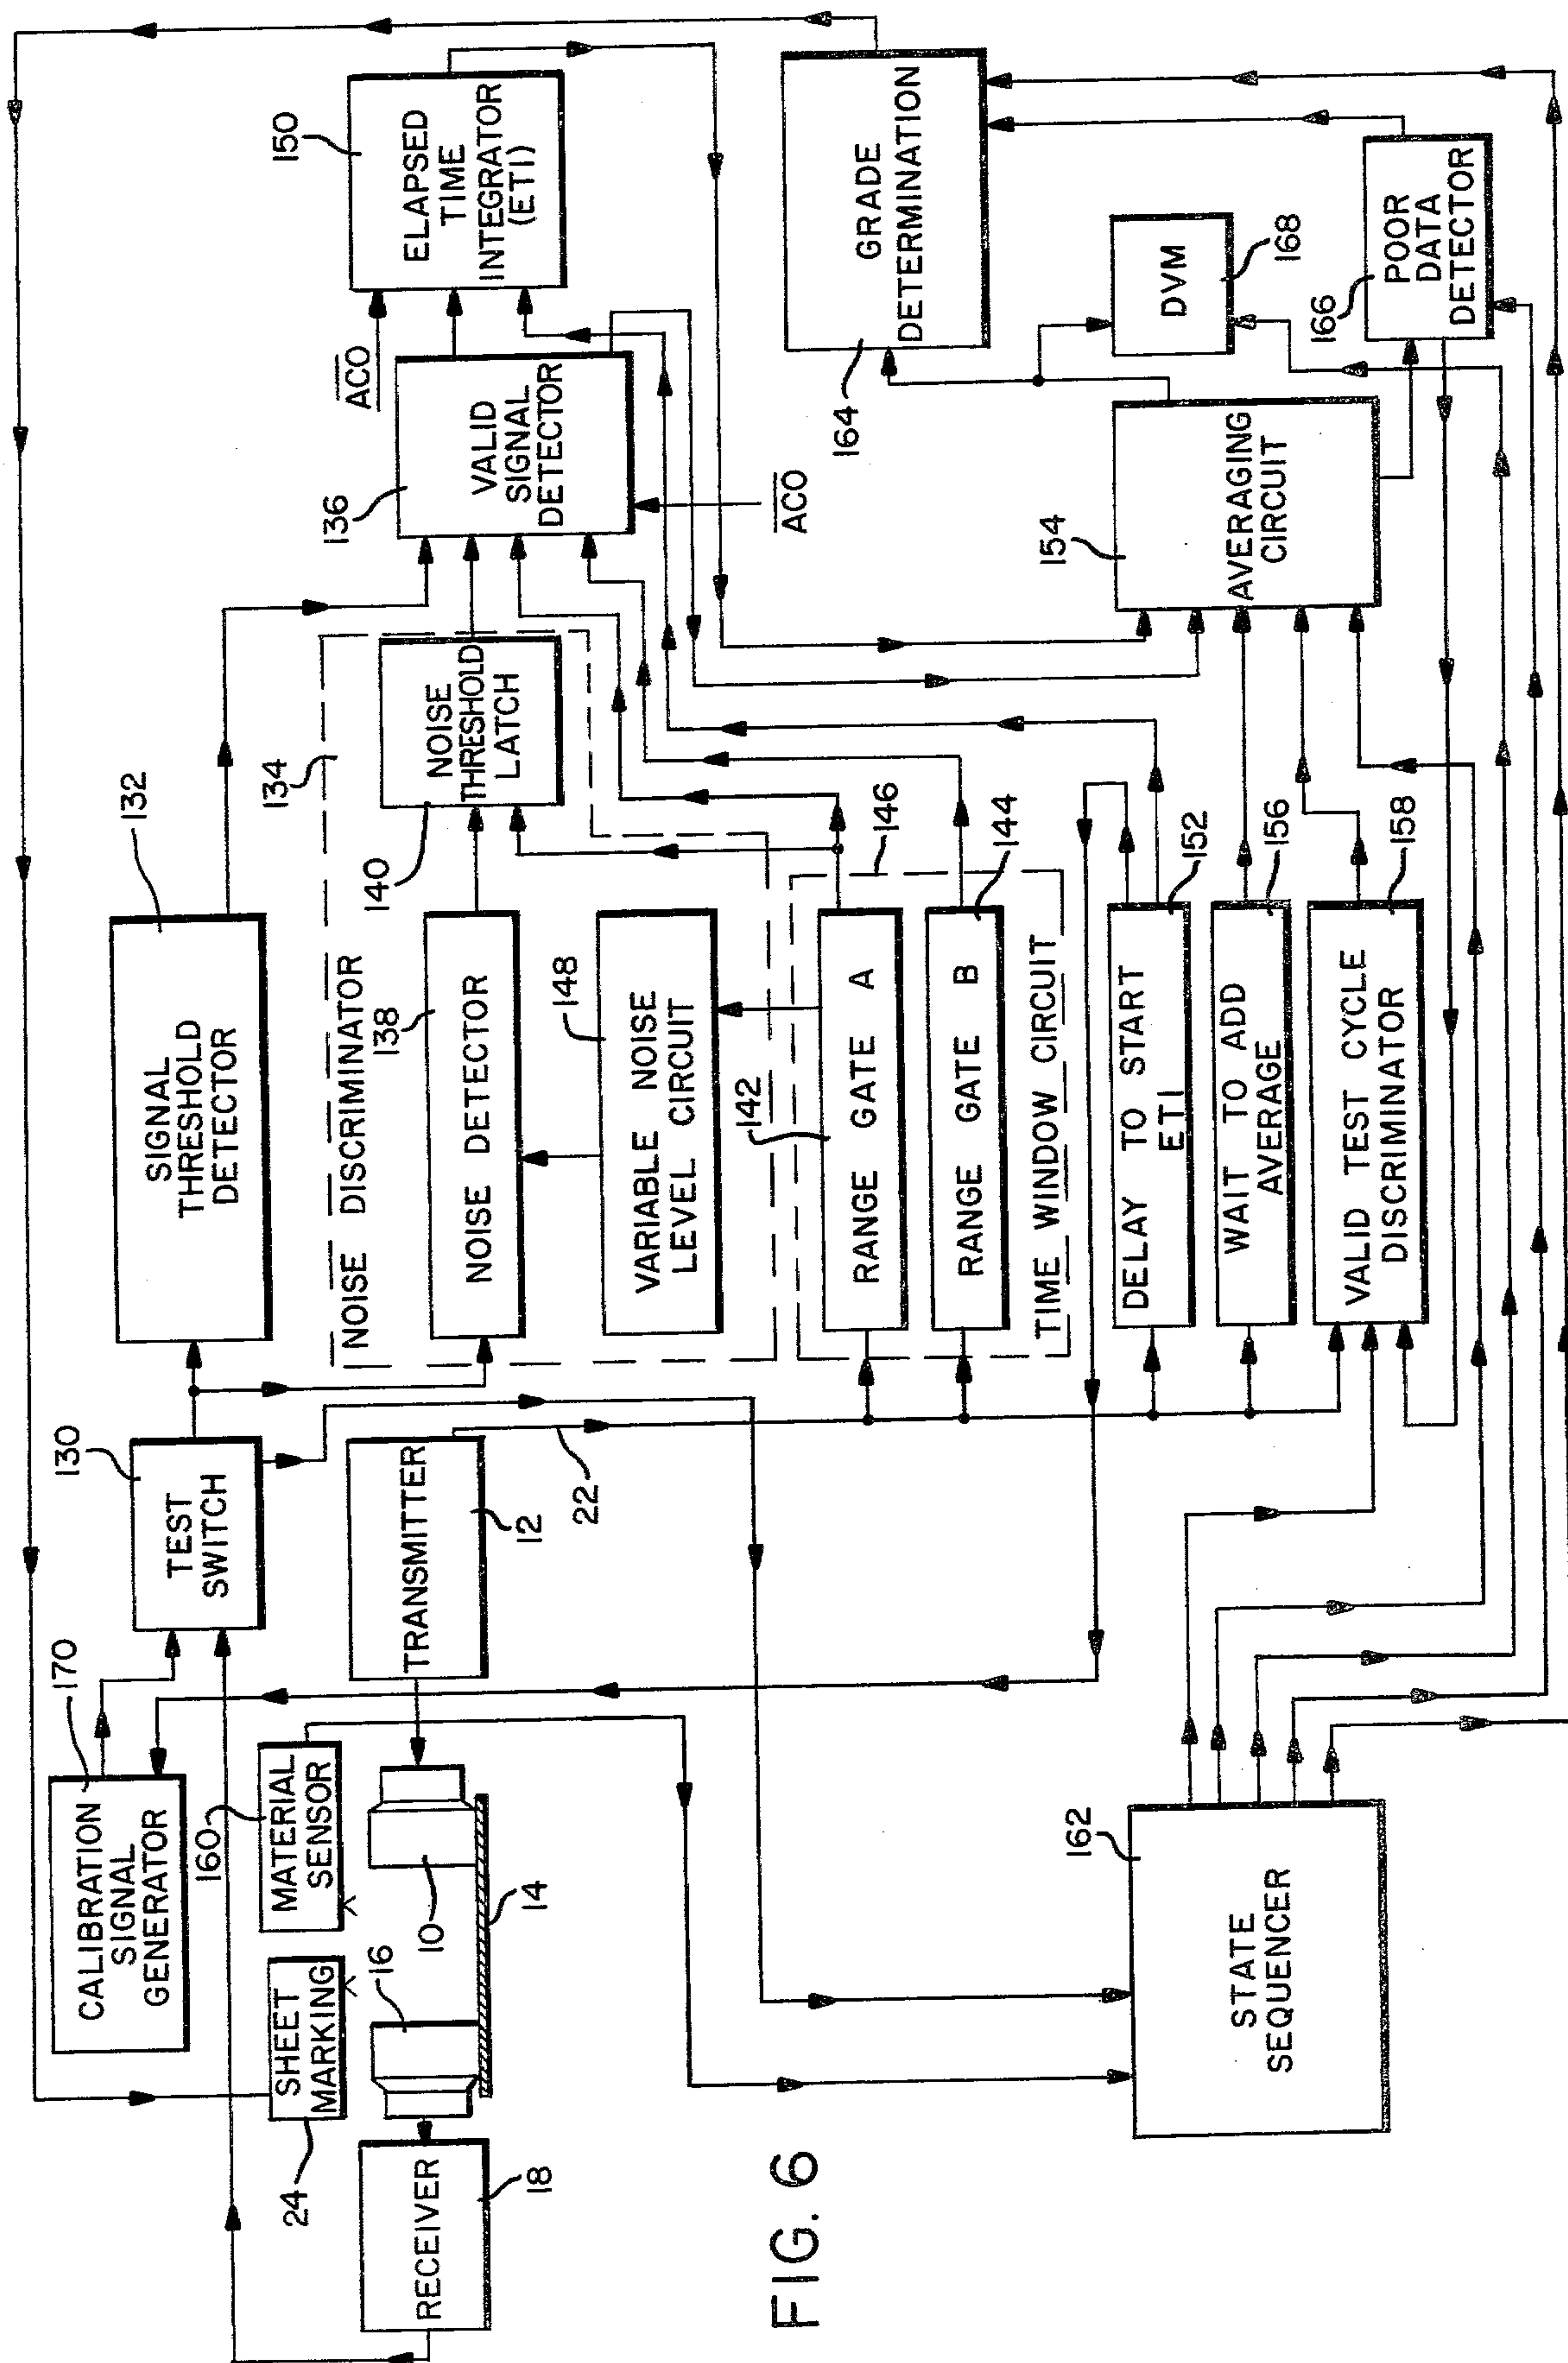 CALIBRATION
SIGNAL
GENERATOR
170
TEST
SWITCH
130
SIGNAL
THRESHOLD
DETECTOR
132
SHEET
MARKING
24
MATERIAL
SENSOR
160
RECEIVER
18
16
10
14
TRANSMITTER
12
22
NOISE DISCRIMINATOR
134
NOISE DETECTOR
138
NOISE
THRESHOLD
LATCH
140
VARIABLE NOISE
LEVEL CIRCUIT
148
VALID
SIGNAL
DETECTOR
136
ACO
ACO
ELAPSED
TIME
INTEGRATOR
(ETI)
150
RANGE GATE A
142
RANGE GATE B
144
TIME WINDOW CIRCUIT
146
DELAY TO START
ETI
152
WAIT TO ADD
AVERAGE
156
VALID TEST CYCLE
DISCRIMINATOR
158
AVERAGING
CIRCUIT
154
GRADE
DETERMINATION
164
DVM
168
POOR
DATA
DETECTOR
166
STATE
SEQUENCER
162
FIG. 6